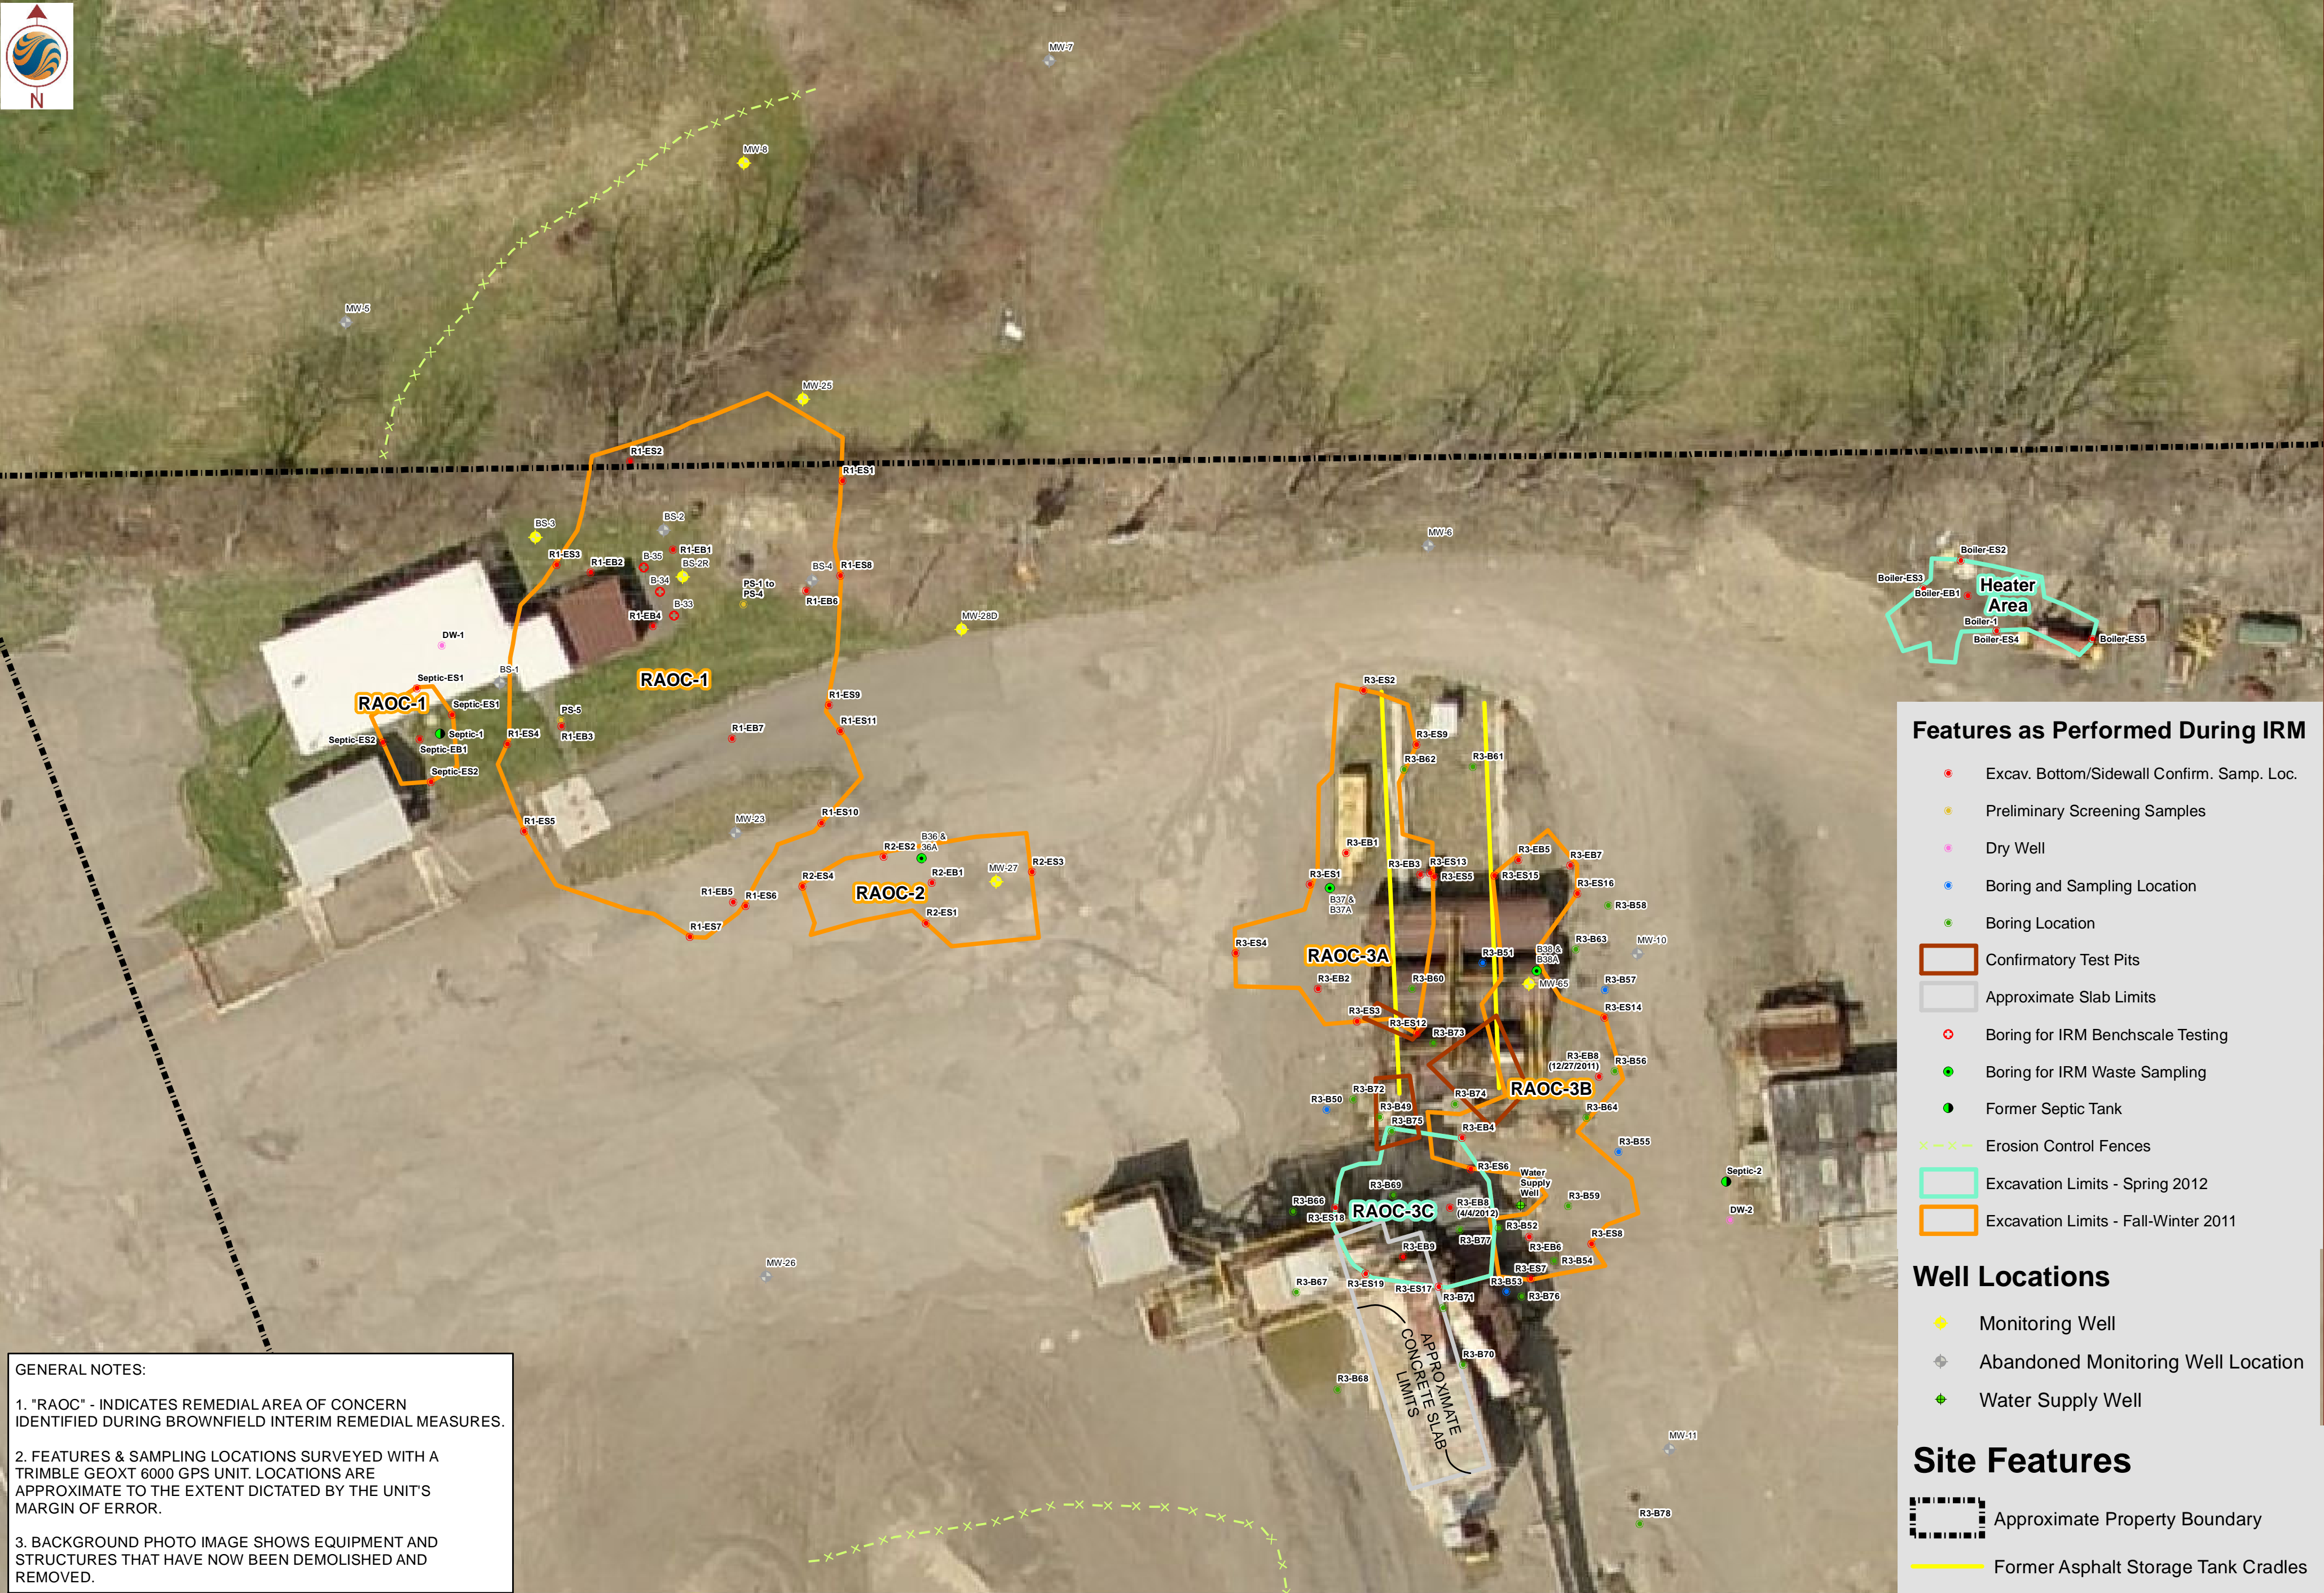 N
MW-7
MW-8
MW-5
MW-25
R1-ES2
R1-ES1
BS-3
BS-2
MW-6
R1-ES3
R1-EB1
R1-EB2
B-35
BS-2R
BS-4
R1-ES8
B-34
PS-1 to
PS-4
R1-EB6
B-33
R1-EB4
MW-28D
Boiler-ES2
Boiler-ES3
Heater
Area
Boiler-EB1
Boiler-1
Boiler-ES4
Boiler-ES5
DW-1
BS-1
Septic-ES1
RAOC-1
RAOC-1
Septic-ES1
Septic-1
Septic-ES2
Septic-EB1
Septic-ES2
R1-ES4
PS-5
R1-EB3
R1-EB7
R1-ES9
R1-ES11
R1-ES5
MW-23
R1-ES10
R1-EB5
R1-ES6
R1-ES7
R2-ES2
B36 &
36A
R2-ES4
RAOC-2
R2-EB1
MW-27
R2-ES3
R2-ES1
R3-ES2
R3-ES9
R3-B62
R3-B61
R3-EB1
R3-EB3
R3-ES13
R3-ES5
R3-EB5
R3-EB7
R3-ES15
R3-ES16
R3-ES1
B37 &
B37A
R3-B58
R3-ES4
RAOC-3A
R3-B51
B38 &
B38A
R3-B63
MW-10
R3-EB2
R3-B60
MW-65
R3-B57
R3-ES3
R3-ES12
R3-B73
R3-ES14
R3-EB8
(12/27/2011)
R3-B56
RAOC-3B
R3-B72
R3-B50
R3-B49
R3-B74
R3-B64
R3-B75
R3-EB4
R3-B55
R3-ES6
Water
Supply
Well
Septic-2
R3-B69
R3-B66
R3-ES18
RAOC-3C
R3-EB8
(4/4/2012)
R3-B59
DW-2
R3-B52
R3-B77
R3-EB6
R3-ES8
R3-EB9
R3-B54
R3-ES7
R3-B67
R3-ES19
R3-ES17
R3-B53
R3-B76
R3-B71
MW-26
R3-B70
R3-B68
APPROXIMATE
CONCRETE SLAB
LIMITS
MW-11
R3-B78
Features as Performed During IRM
Excav. Bottom/Sidewall Confirm. Samp. Loc.
Preliminary Screening Samples
Dry Well
Boring and Sampling Location
Boring Location
Confirmatory Test Pits
Approximate Slab Limits
Boring for IRM Benchscale Testing
Boring for IRM Waste Sampling
Former Septic Tank
Erosion Control Fences
Excavation Limits - Spring 2012
Excavation Limits - Fall-Winter 2011
Well Locations
Monitoring Well
Abandoned Monitoring Well Location
Water Supply Well
Site Features
Approximate Property Boundary
Former Asphalt Storage Tank Cradles
GENERAL NOTES:
1. "RAOC" - INDICATES REMEDIAL AREA OF CONCERN
IDENTIFIED DURING BROWNFIELD INTERIM REMEDIAL MEASURES.
2. FEATURES & SAMPLING LOCATIONS SURVEYED WITH A
TRIMBLE GEOXT 6000 GPS UNIT. LOCATIONS ARE
APPROXIMATE TO THE EXTENT DICTATED BY THE UNIT'S
MARGIN OF ERROR.
3. BACKGROUND PHOTO IMAGE SHOWS EQUIPMENT AND
STRUCTURES THAT HAVE NOW BEEN DEMOLISHED AND
REMOVED.